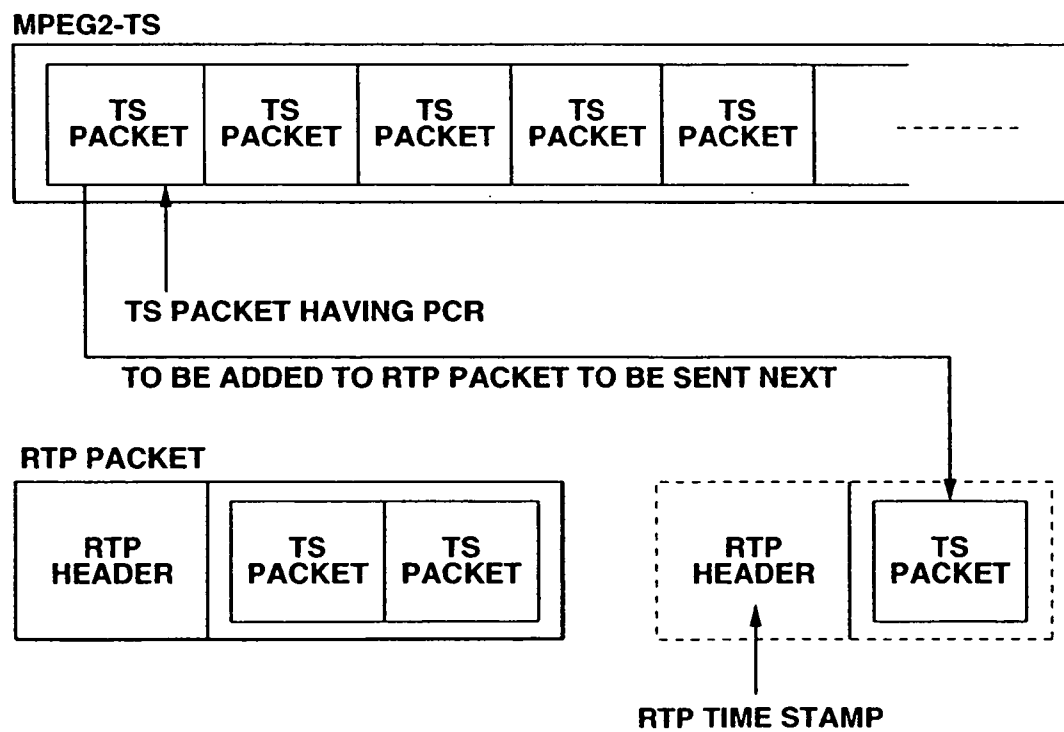 MPEG2-TS
TS PACKET
TS PACKET
TS PACKET
TS PACKET
TS PACKET
TS PACKET HAVING PCR
TO BE ADDED TO RTP PACKET TO BE SENT NEXT
RTP PACKET
RTP HEADER
TS PACKET
TS PACKET
RTP HEADER
TS PACKET
RTP TIME STAMP